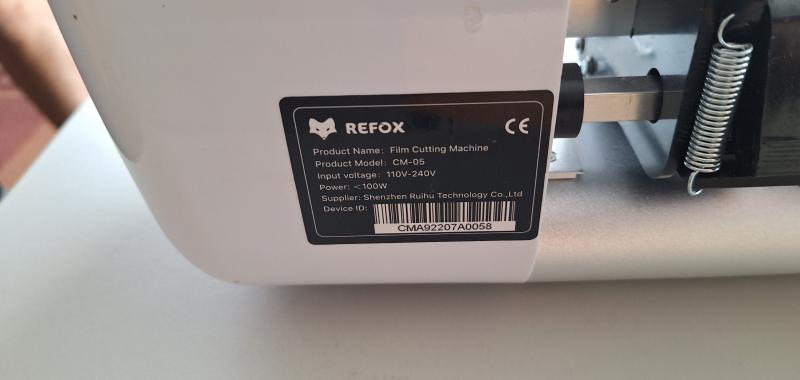 REFOX CE
Product Name: Film Cutting Machine
Product Model: CM-05
Input voltage: 110V-240V
Power: <100W
Supplier: Shenzhen Ruihu Technology Co.,Ltd
Device ID:
CMA92207A0058